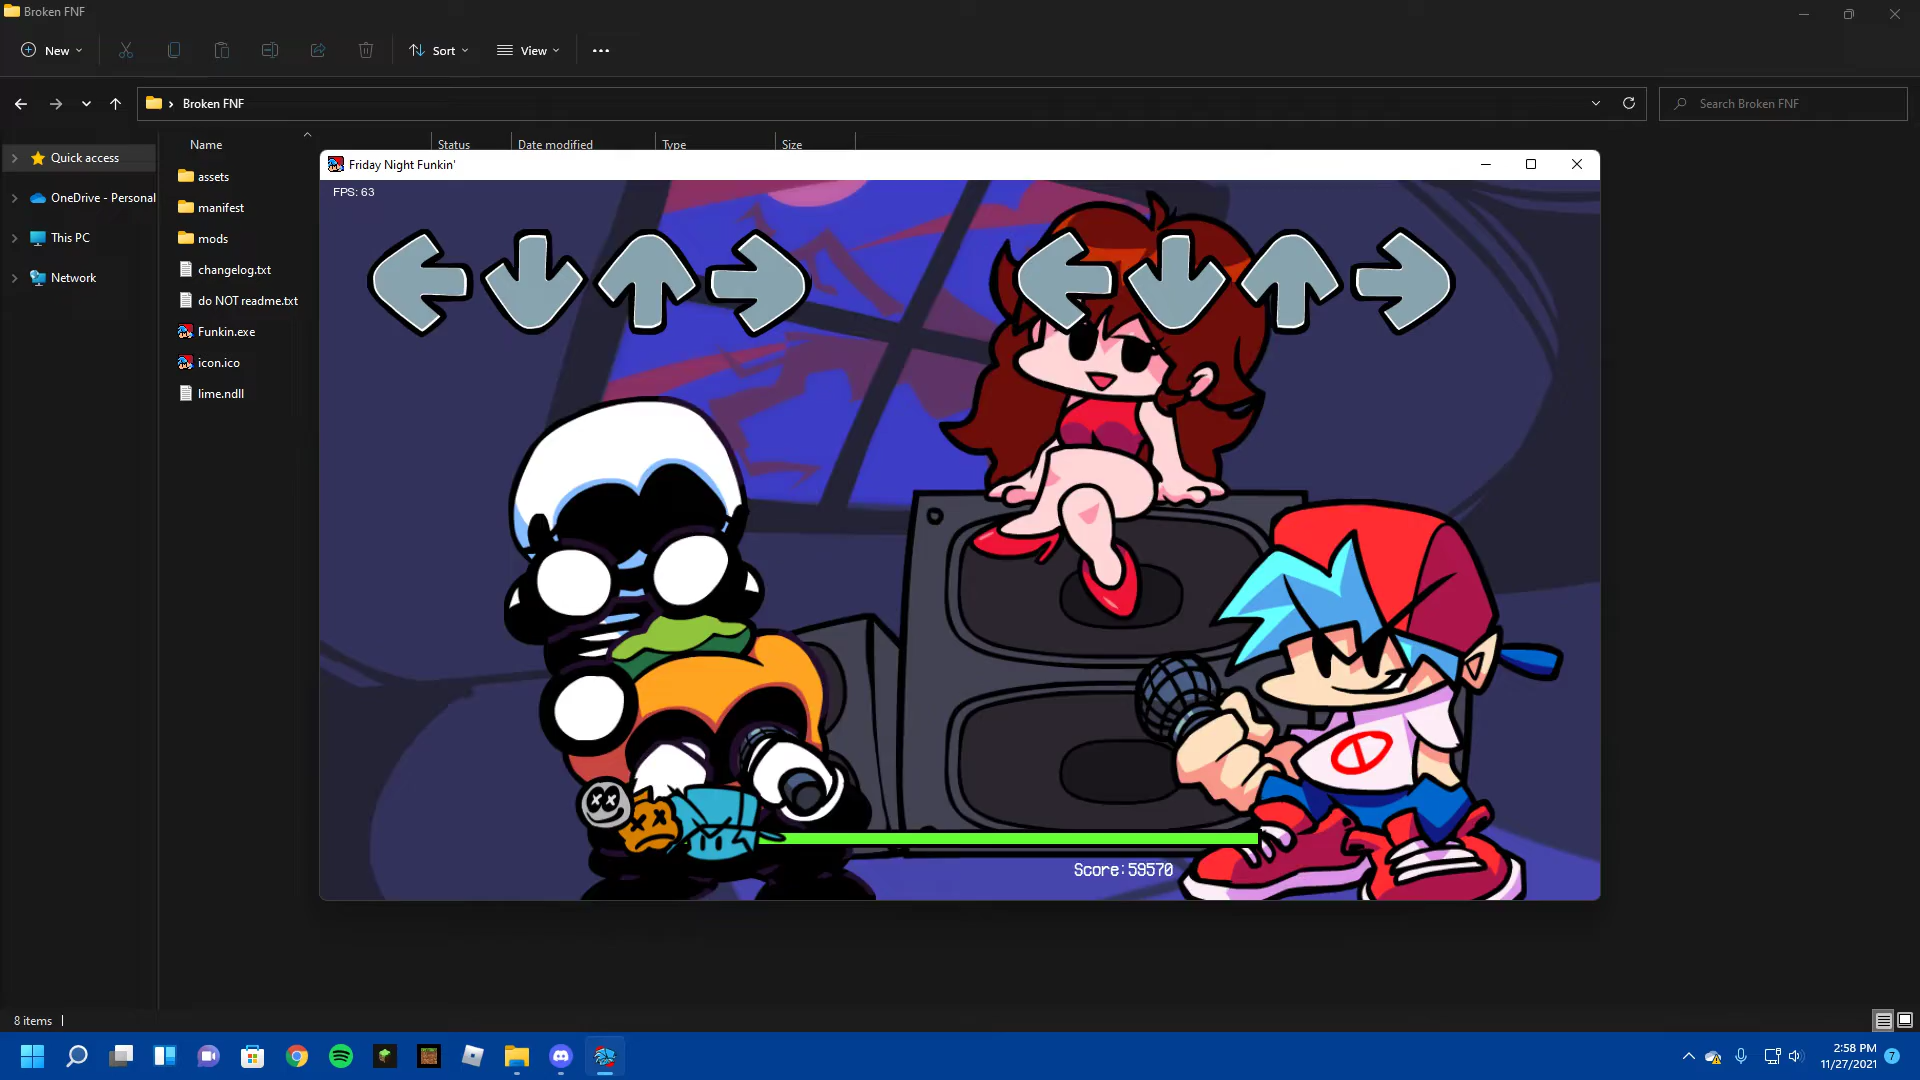 Broken FNF
New
Sort
View
Broken FNF
Search Broken FNF
Name
Status
Date modified
Type
Size
Quick access
OneDrive - Personal
This PC
Network
assets
manifest
mods
changelog.txt
do NOT readme.txt
Funkin.exe
icon.ico
lime.ndll
Friday Night Funkin'
FPS: 63
Score:59570
8 items
2:58 PM
11/27/2021
7